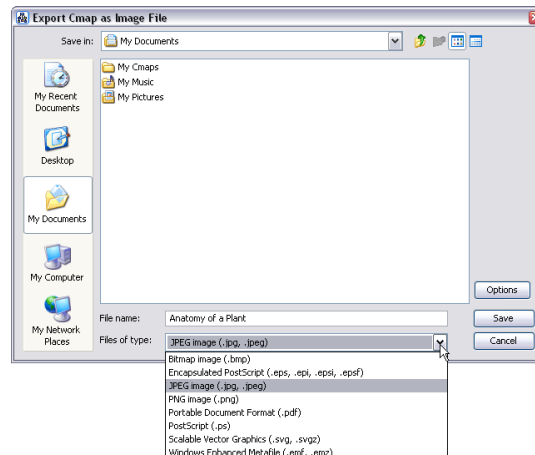 Export Cmap as Image File
Save in:
My Documents
My Recent
Documents
Desktop
My Documents
My Computer
My Network
Places
My Cmaps
My Music
My Pictures
Options
File name:
Anatomy of a Plant
Save
Files of type:
JPEG image (.jpg, .jpeg)
Cancel
Bitmap image (.bmp)
Encapsulated PostScript (.eps, .epi, .epsi, .epsf)
JPEG image (.jpg, .jpeg)
PNG image (.png)
Portable Document Format (.pdf)
PostScript (.ps)
Scalable Vector Graphics (.svg, .svgz)
Windows Enhanced Metafile (.emf, .emz)